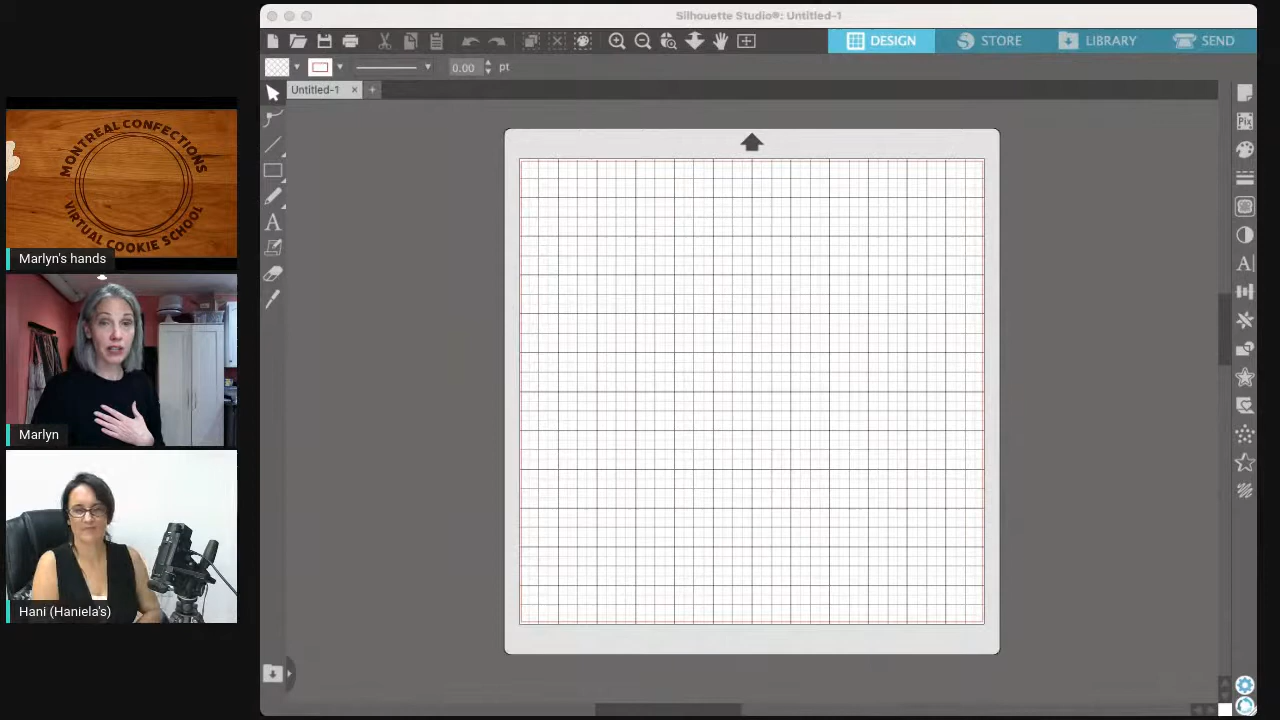 Silhouette Studio®: Untitled-1
DESIGN
STORE
LIBRARY
SEND
0.00 pt
Untitled-1 × +
Pix
A
A
MONTREAL CONFECTIONS
VIRTUAL COOKIE SCHOOL
Marlyn's hands
Marlyn
Hani (Haniela's)